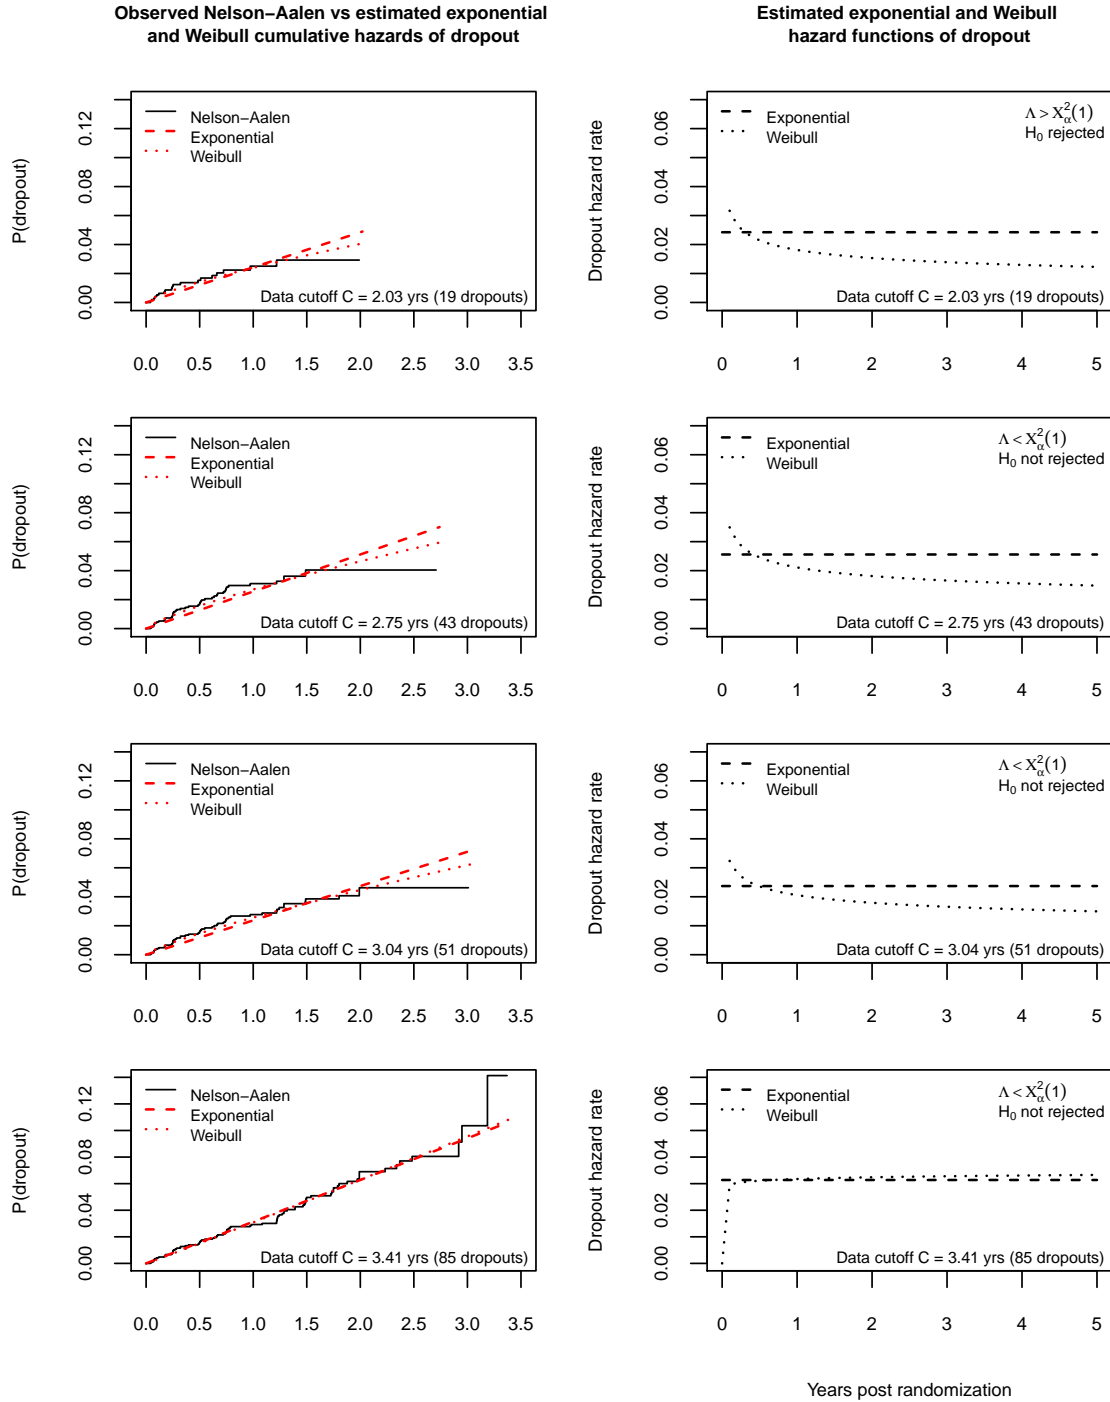 Observed Nelson−Aalen vs estimated exponential
and Weibull cumulative hazards of dropout
Estimated exponential and Weibull
hazard functions of dropout
P(dropout)
0.00 0.04 0.08 0.12
Nelson−Aalen
Exponential
Weibull
Data cutoff C = 2.03 yrs (19 dropouts)
0.0 0.5 1.0 1.5 2.0 2.5 3.0 3.5
Dropout hazard rate
0.00 0.02 0.04 0.06
Exponential
Weibull
Λ > Χ²α(1)
H₀ rejected
Data cutoff C = 2.03 yrs (19 dropouts)
0 1 2 3 4 5
P(dropout)
0.00 0.04 0.08 0.12
Nelson−Aalen
Exponential
Weibull
Data cutoff C = 2.75 yrs (43 dropouts)
0.0 0.5 1.0 1.5 2.0 2.5 3.0 3.5
Dropout hazard rate
0.00 0.02 0.04 0.06
Exponential
Weibull
Λ < Χ²α(1)
H₀ not rejected
Data cutoff C = 2.75 yrs (43 dropouts)
0 1 2 3 4 5
P(dropout)
0.00 0.04 0.08 0.12
Nelson−Aalen
Exponential
Weibull
Data cutoff C = 3.04 yrs (51 dropouts)
0.0 0.5 1.0 1.5 2.0 2.5 3.0 3.5
Dropout hazard rate
0.00 0.02 0.04 0.06
Exponential
Weibull
Λ < Χ²α(1)
H₀ not rejected
Data cutoff C = 3.04 yrs (51 dropouts)
0 1 2 3 4 5
P(dropout)
0.00 0.04 0.08 0.12
Nelson−Aalen
Exponential
Weibull
Data cutoff C = 3.41 yrs (85 dropouts)
0.0 0.5 1.0 1.5 2.0 2.5 3.0 3.5
Dropout hazard rate
0.00 0.02 0.04 0.06
Exponential
Weibull
Λ < Χ²α(1)
H₀ not rejected
Data cutoff C = 3.41 yrs (85 dropouts)
0 1 2 3 4 5
Years post randomization